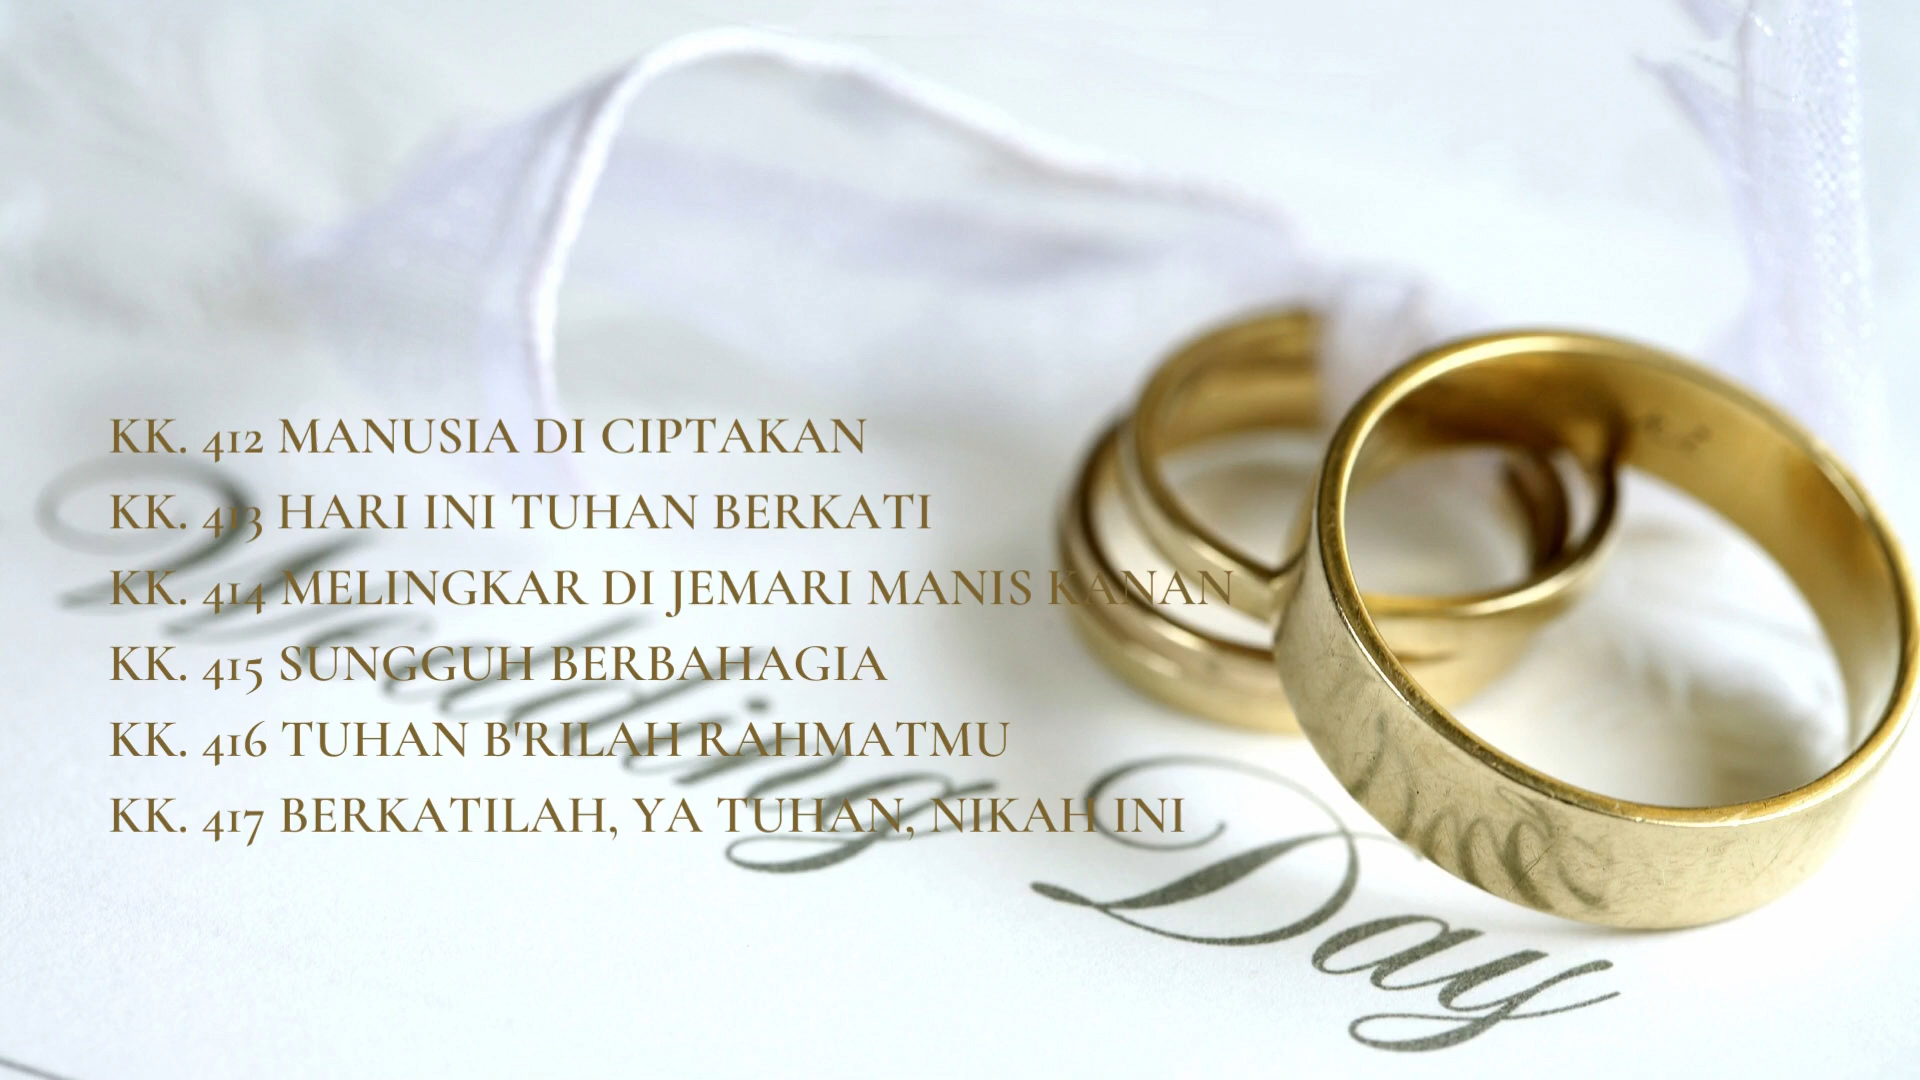 KK. 412 MANUSIA DI CIPTAKAN
KK. 413 HARI INI TUHAN BERKATI
KK. 414 MELINGKAR DI JEMARI MANIS KANAN
KK. 415 SUNGGUH BERBAHAGIA
KK. 416 TUHAN B'RILAH RAHMATMU
KK. 417 BERKATILAH, YA TUHAN, NIKAH INI
Wedding Day